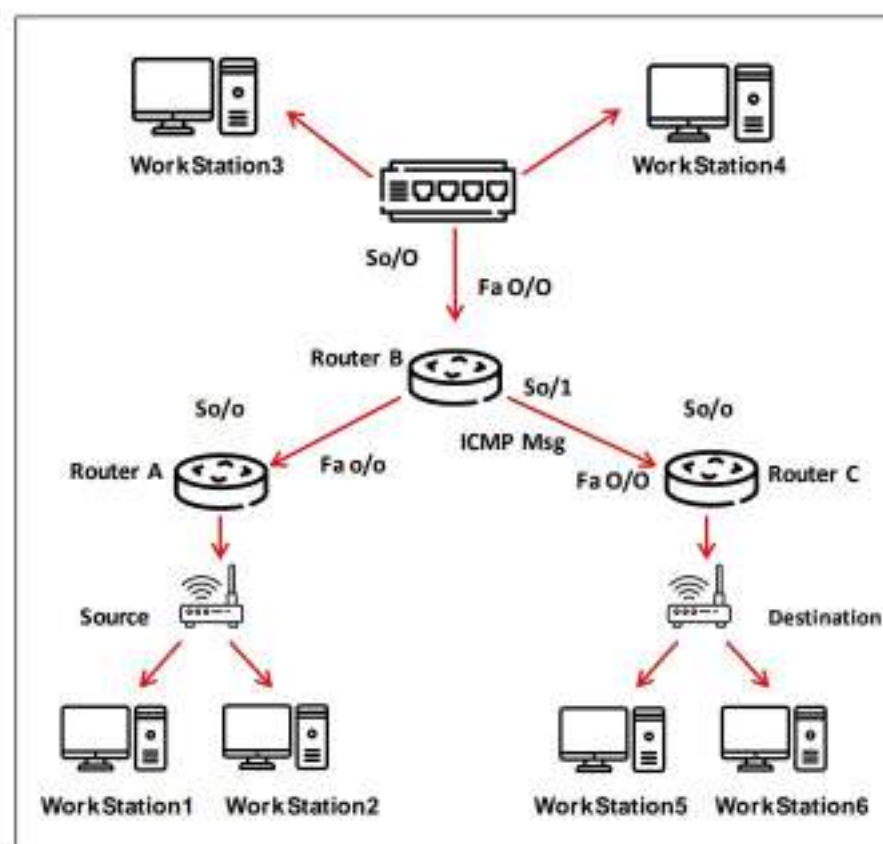 WorkStation3
WorkStation4
So/O
Fa O/O
Router B
So/1
So/o
So/o
ICMP Msg
Router A
Fa o/o
Fa O/O
Router C
Source
Destination
WorkStation1
WorkStation2
WorkStation5
WorkStation6